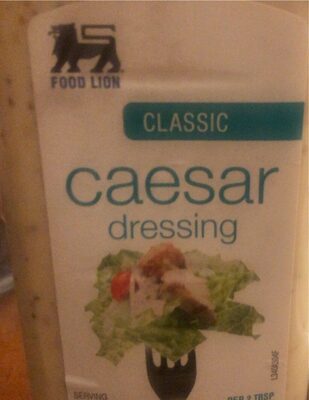 FOOD LION
CLASSIC
caesar
dressing
SERVING
PER 2 TBSP